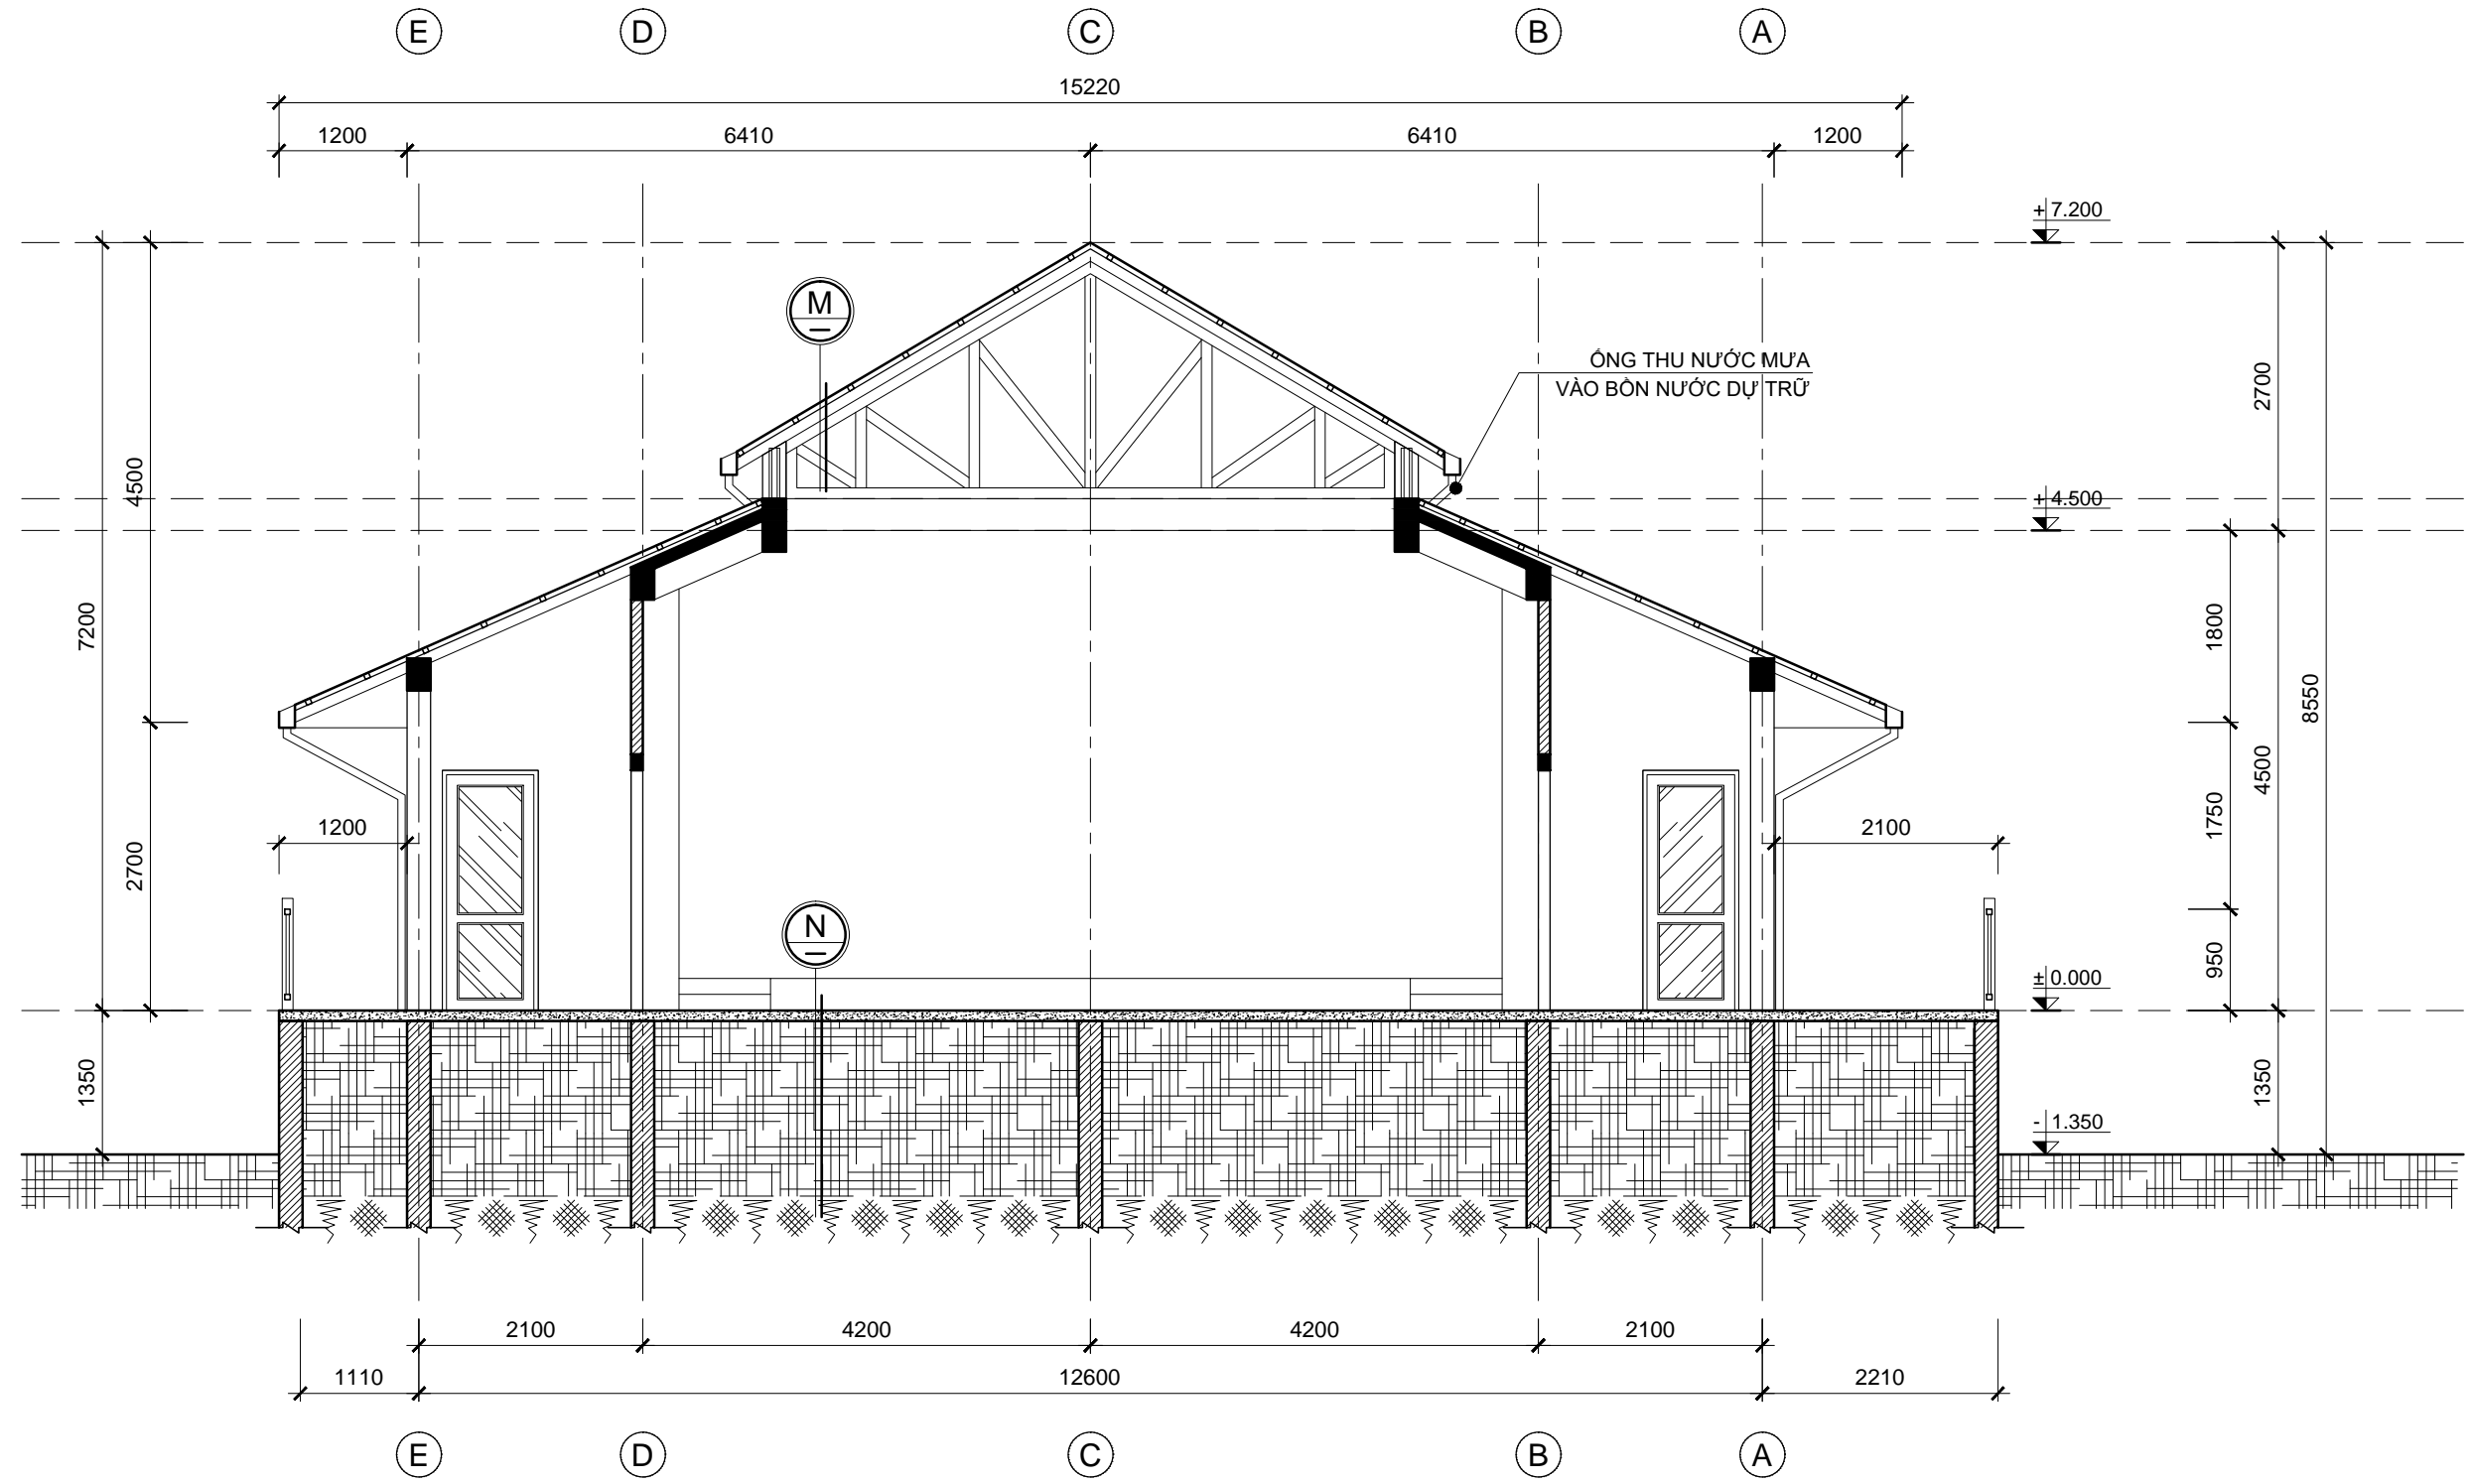 E D C B A
15220
1200 6410 6410 1200
+ 7.200
M
ỐNG THU NƯỚC MƯA
VÀO BỒN NƯỚC DỰ TRỮ
2700
4500
+ 4.500
7200
1800
8550
4500
1200
2100
1750
2700
N
950
± 0.000
1350
1350
- 1.350
2100 4200 4200 2100
1110 12600 2210
E D C B A